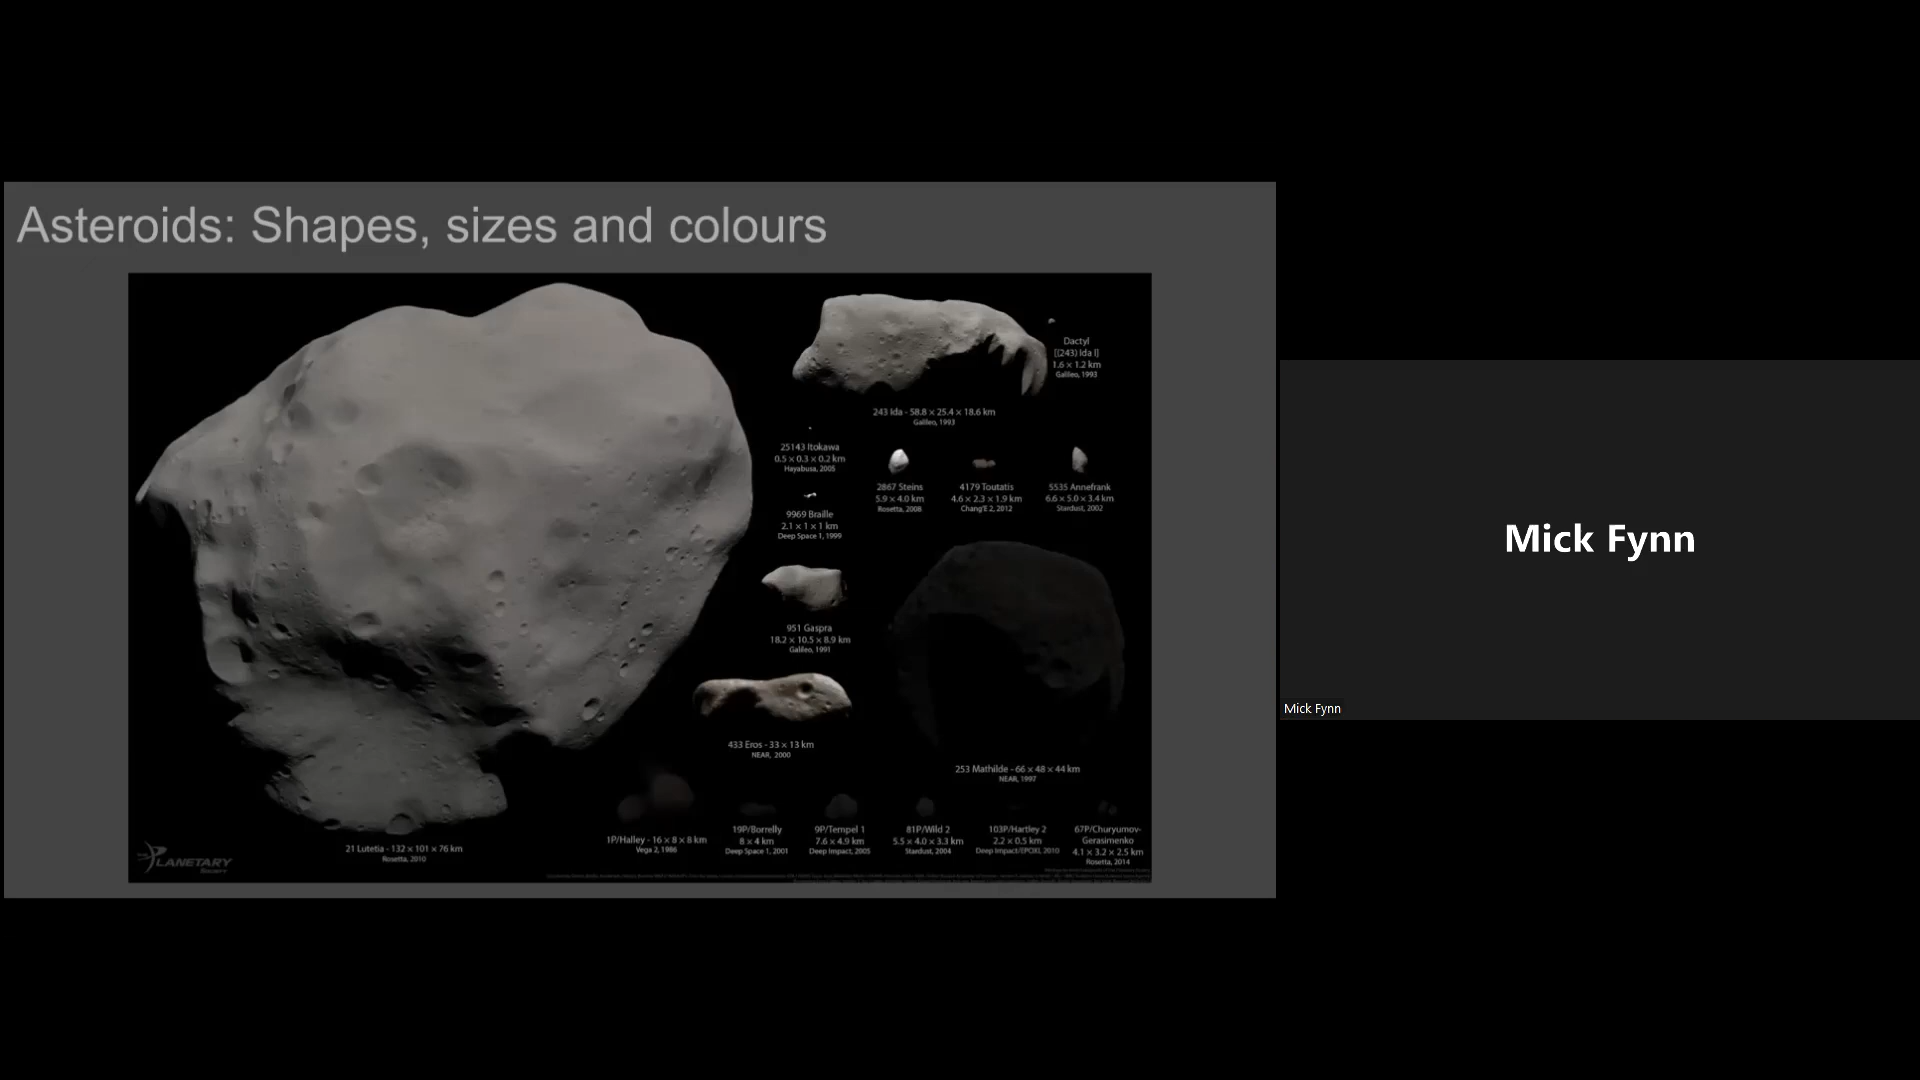 Asteroids: Shapes, sizes and colours
Dactyl
[(243) Ida I]
1.6 × 1.2 km
Galileo, 1993
243 Ida - 58.8 × 25.4 × 18.6 km
Galileo, 1993
25143 Itokawa
0.5 × 0.3 × 0.2 km
Hayabusa, 2005
2867 Steins
5.9 × 4.0 km
Rosetta, 2008
4179 Toutatis
4.6 × 2.3 × 1.9 km
Chang'E 2, 2012
5535 Annefrank
6.6 × 5.0 × 3.4 km
Stardust, 2002
9969 Braille
2.1 × 1 × 1 km
Deep Space 1, 1999
951 Gaspra
18.2 × 10.5 × 8.9 km
Galileo, 1991
433 Eros - 33 × 13 km
NEAR, 2000
253 Mathilde - 66 × 48 × 44 km
NEAR, 1997
21 Lutetia - 132 × 101 × 76 km
Rosetta, 2010
1P/Halley - 16 × 8 × 8 km
Vega 2, 1986
19P/Borrelly
8 × 4 km
Deep Space 1, 2001
9P/Tempel 1
7.6 × 4.9 km
Deep Impact, 2005
81P/Wild 2
5.5 × 4.0 × 3.3 km
Stardust, 2004
103P/Hartley 2
2.2 × 0.5 km
Deep Impact/EPOXI, 2010
67P/Churyumov-
Gerasimenko
4.1 × 3.2 × 2.5 km
Rosetta, 2014
PLANETARY
SOCIETY
Mick Fynn
Mick Fynn